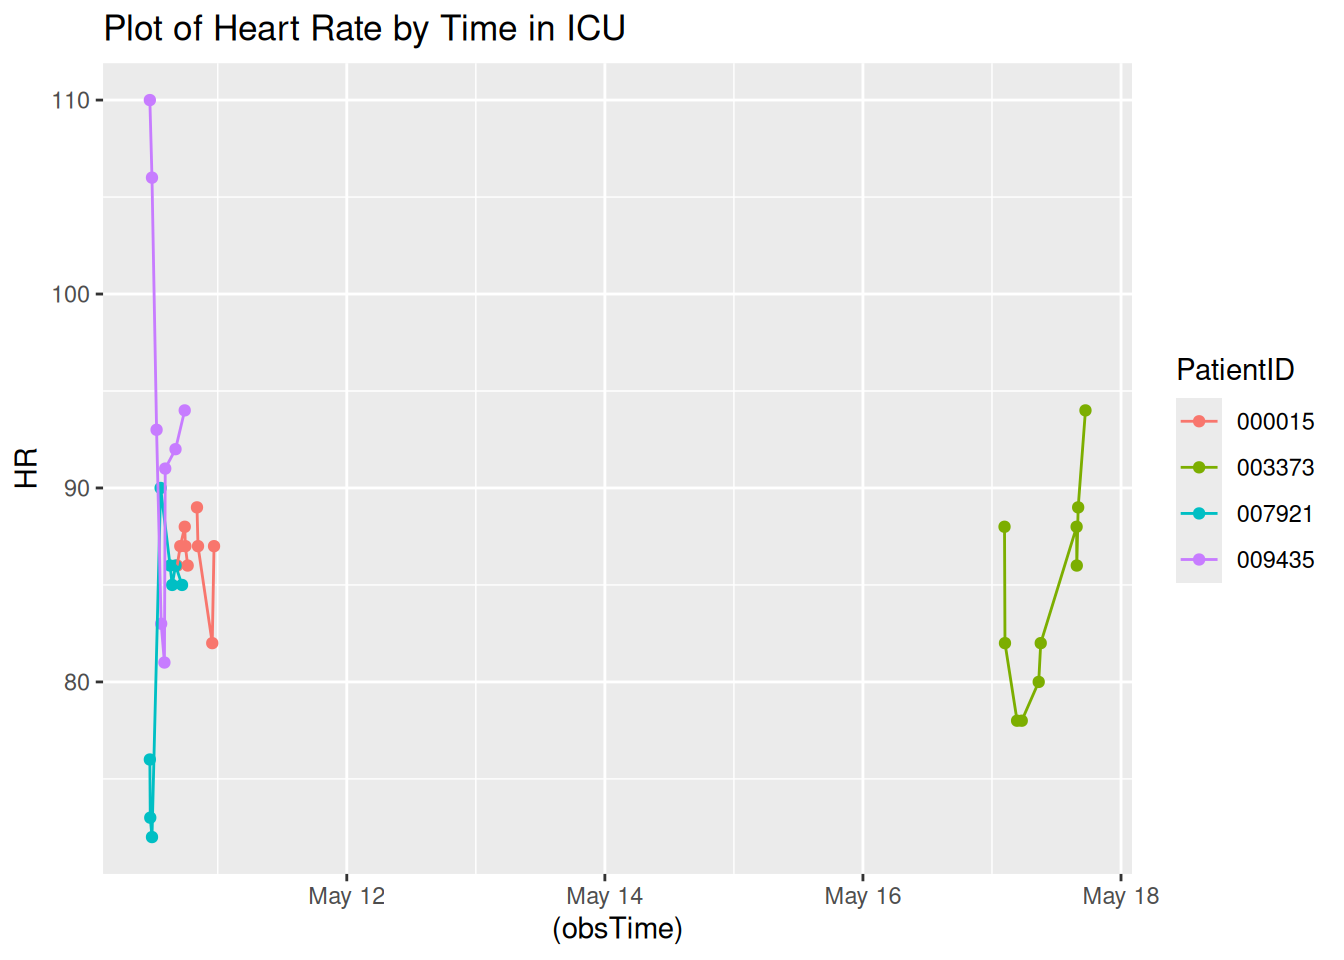 Plot of Heart Rate by Time in ICU
110
100
90
80
HR
May 12
May 14
May 16
May 18
(obsTime)
PatientID
000015
003373
007921
009435